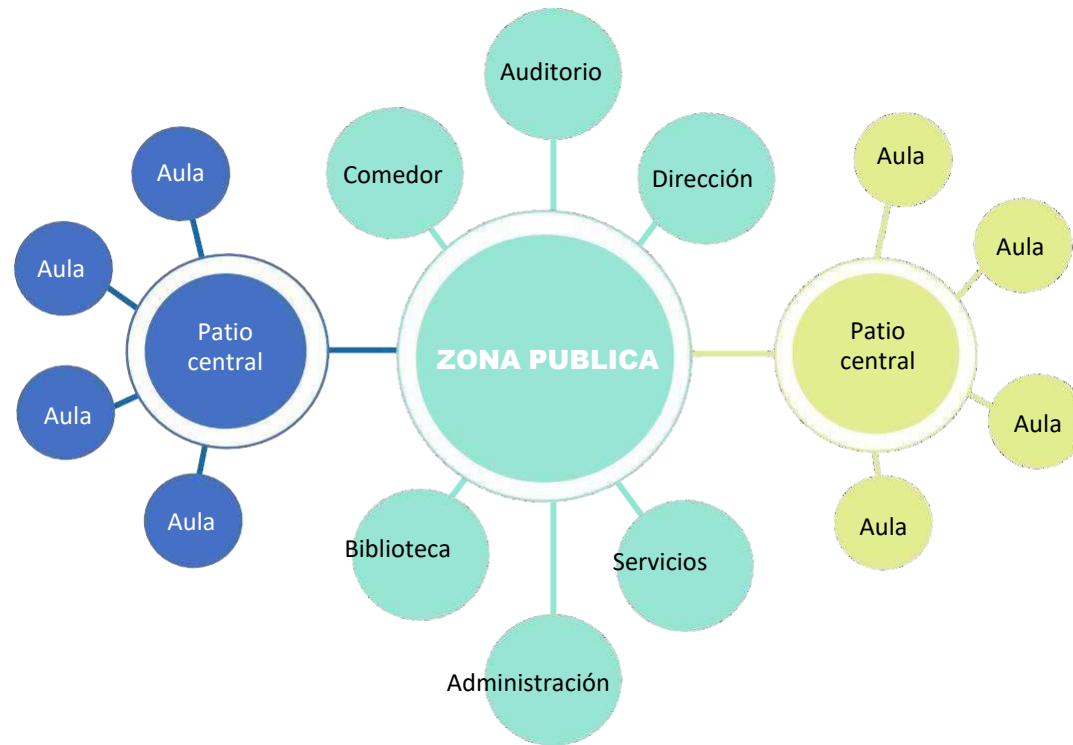 Auditorio
Comedor
Dirección
Aula
Aula
Aula
Aula
Patio
central
ZONA PUBLICA
Patio
central
Aula
Aula
Aula
Aula
Biblioteca
Servicios
Administración